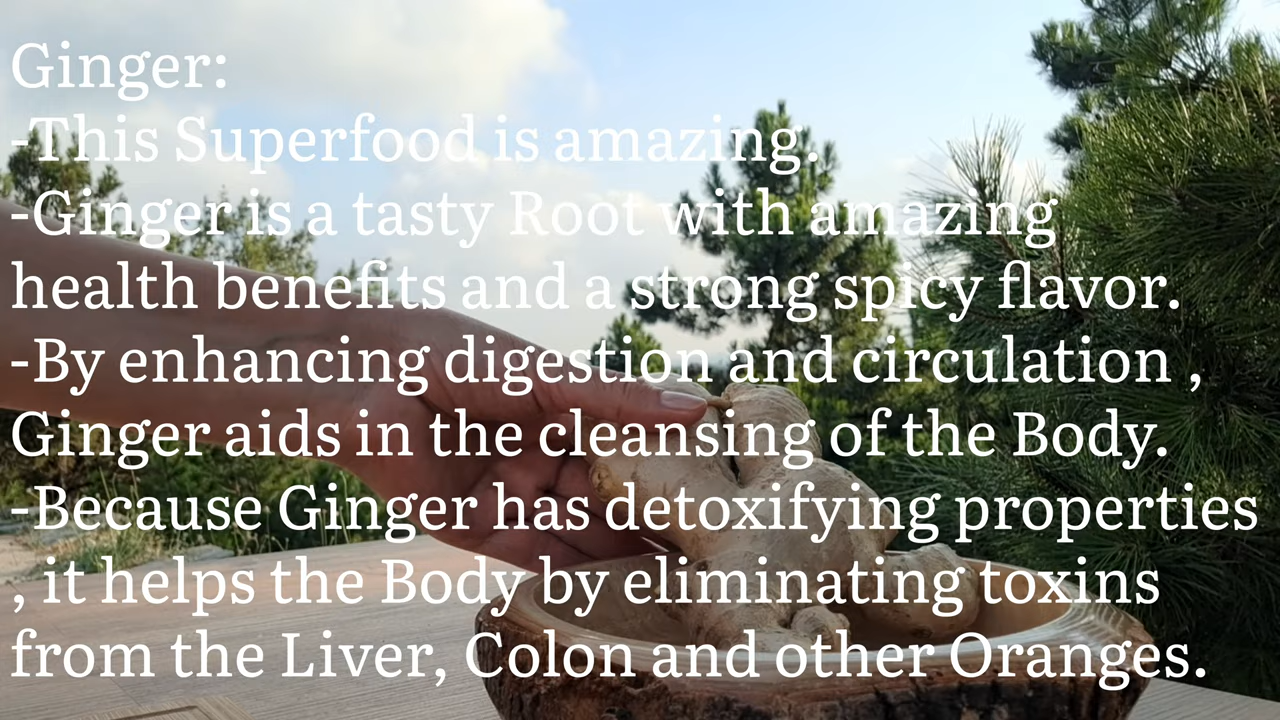 Ginger:
-This Superfood is amazing.
-Ginger is a tasty Root with amazing
health benefits and a strong spicy flavor.
-By enhancing digestion and circulation ,
Ginger aids in the cleansing of the Body.
-Because Ginger has detoxifying properties
, it helps the Body by eliminating toxins
from the Liver, Colon and other Oranges.